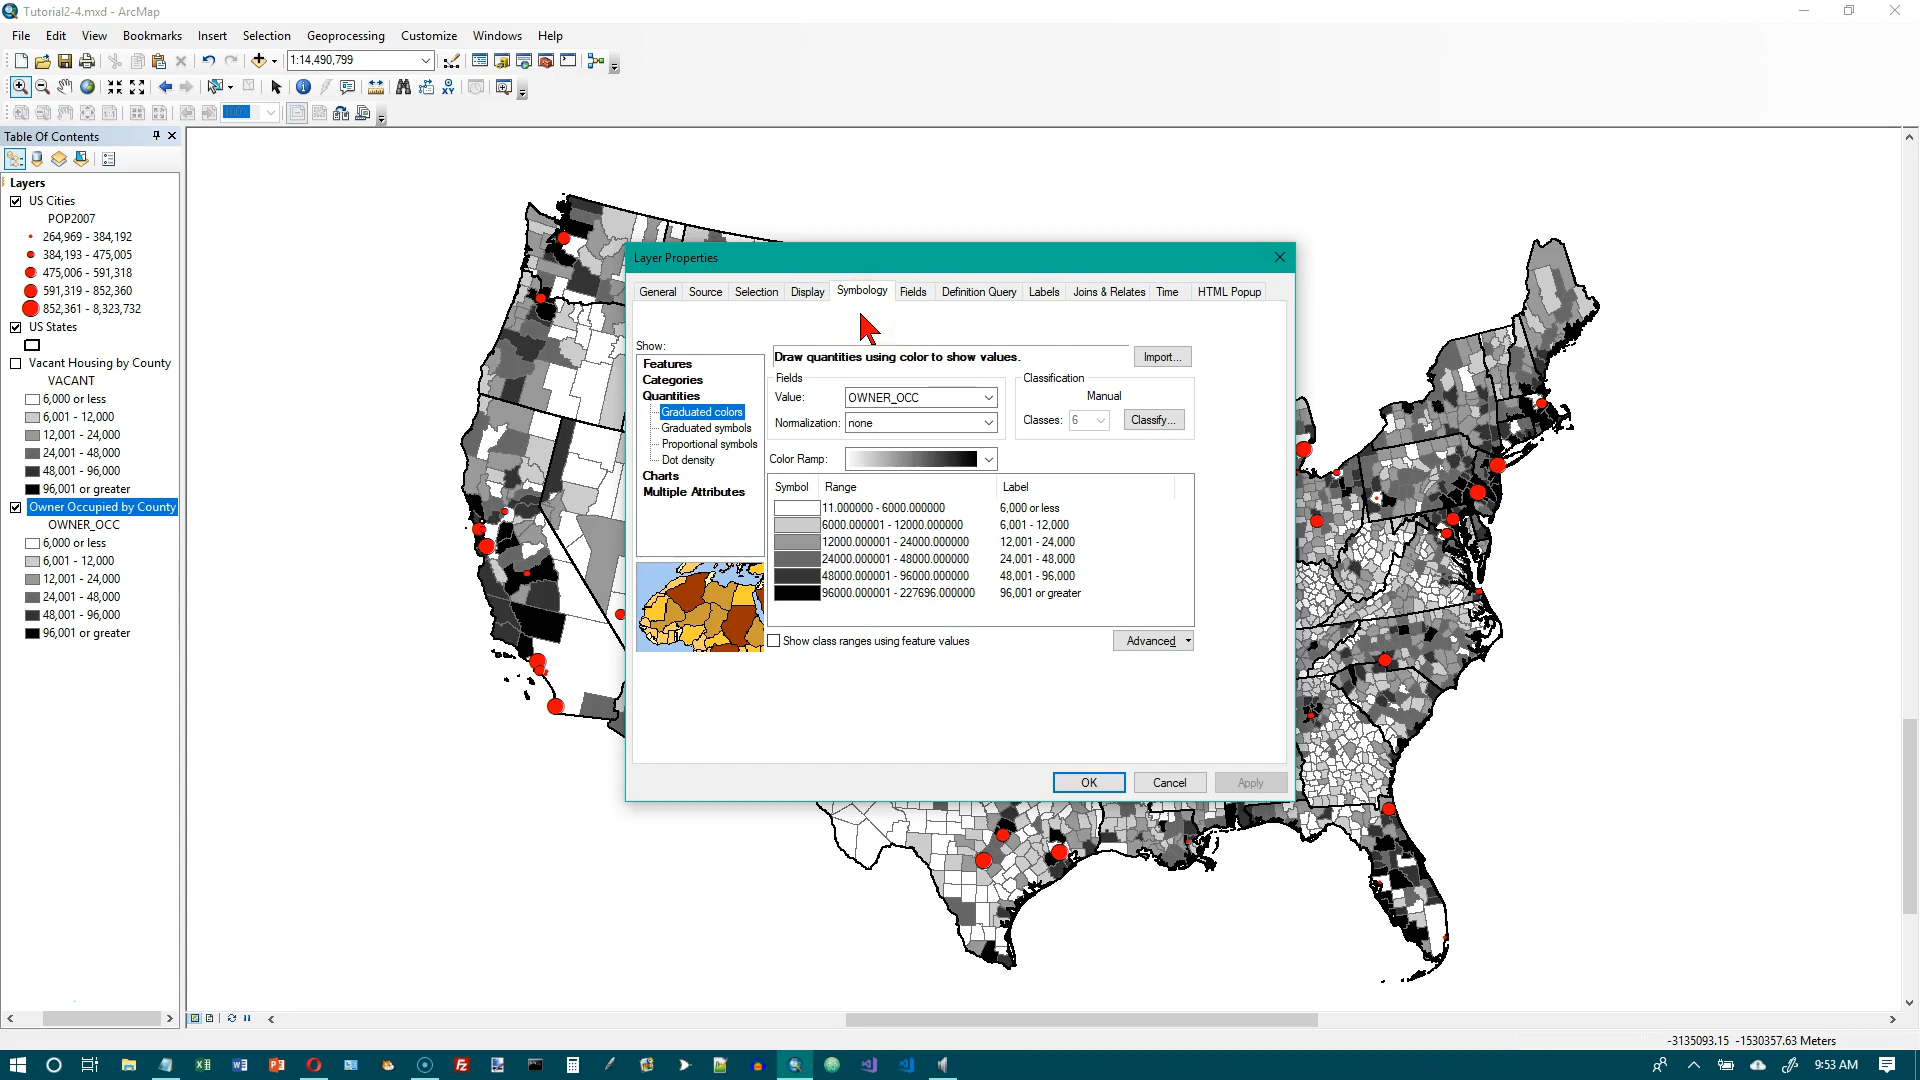 Tutorial2-4.mxd - ArcMap
File Edit View Bookmarks Insert Selection Geoprocessing Customize Windows Help
1:14,490,799
100%
Table Of Contents
Layers
US Cities
POP2007
264,969 - 384,192
384,193 - 475,005
475,006 - 591,318
591,319 - 852,360
852,361 - 8,323,732
US States
Vacant Housing by County
VACANT
6,000 or less
6,001 - 12,000
12,001 - 24,000
24,001 - 48,000
48,001 - 96,000
96,001 or greater
Owner Occupied by County
OWNER_OCC
6,000 or less
6,001 - 12,000
12,001 - 24,000
24,001 - 48,000
48,001 - 96,000
96,001 or greater
Layer Properties
General Source Selection Display Symbology Fields Definition Query Labels Joins & Relates Time HTML Popup
Show:
Features
Categories
Quantities
Graduated colors
Graduated symbols
Proportional symbols
Dot density
Charts
Multiple Attributes
Draw quantities using color to show values.
Import...
Fields
Value: OWNER_OCC
Normalization: none
Classification
Manual
Classes: 6 Classify...
Color Ramp:
Symbol Range Label
11.000000 - 6000.000000 6,000 or less
6000.000001 - 12000.000000 6,001 - 12,000
12000.000001 - 24000.000000 12,001 - 24,000
24000.000001 - 48000.000000 24,001 - 48,000
48000.000001 - 96000.000000 48,001 - 96,000
96000.000001 - 227696.000000 96,001 or greater
Show class ranges using feature values
Advanced
OK Cancel Apply
-3135093.15 -1530357.63 Meters
9:53 AM